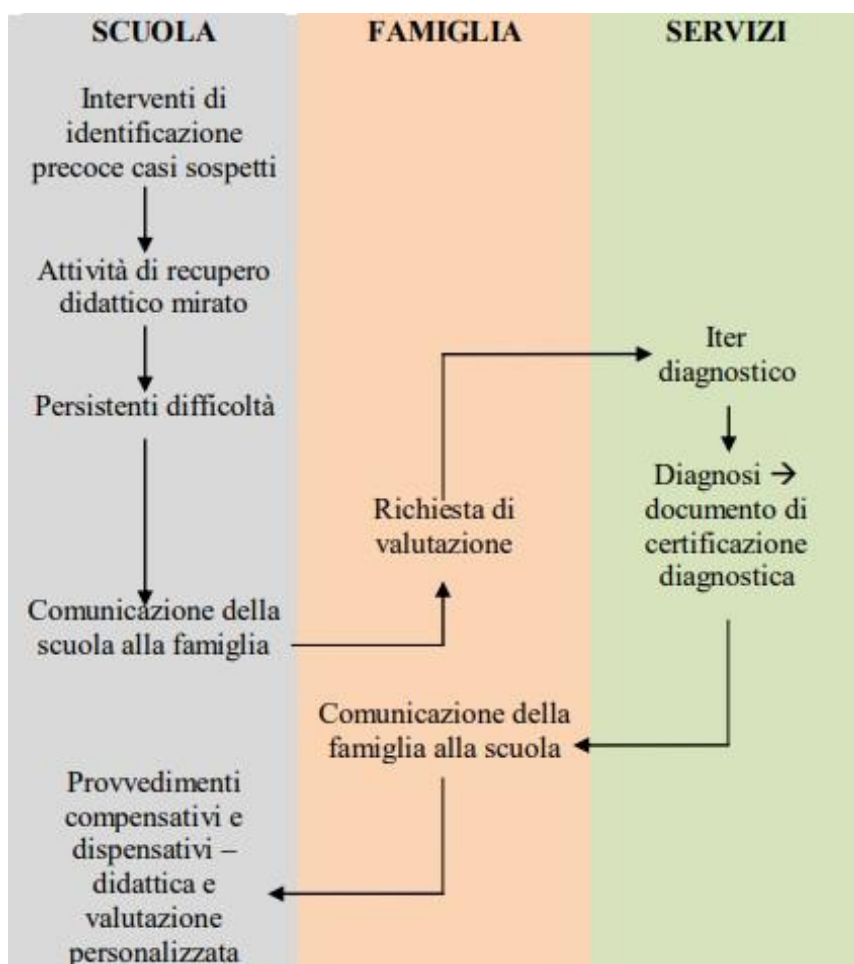 SCUOLA
FAMIGLIA
SERVIZI
Interventi di
identificazione
precoce casi sospetti
Attività di recupero
didattico mirato
Persistenti difficoltà
Comunicazione della
scuola alla famiglia
Richiesta di
valutazione
Iter
diagnostico
Diagnosi →
documento di
certificazione
diagnostica
Comunicazione della
famiglia alla scuola
Provvedimenti
compensativi e
dispensativi –
didattica e
valutazione
personalizzata